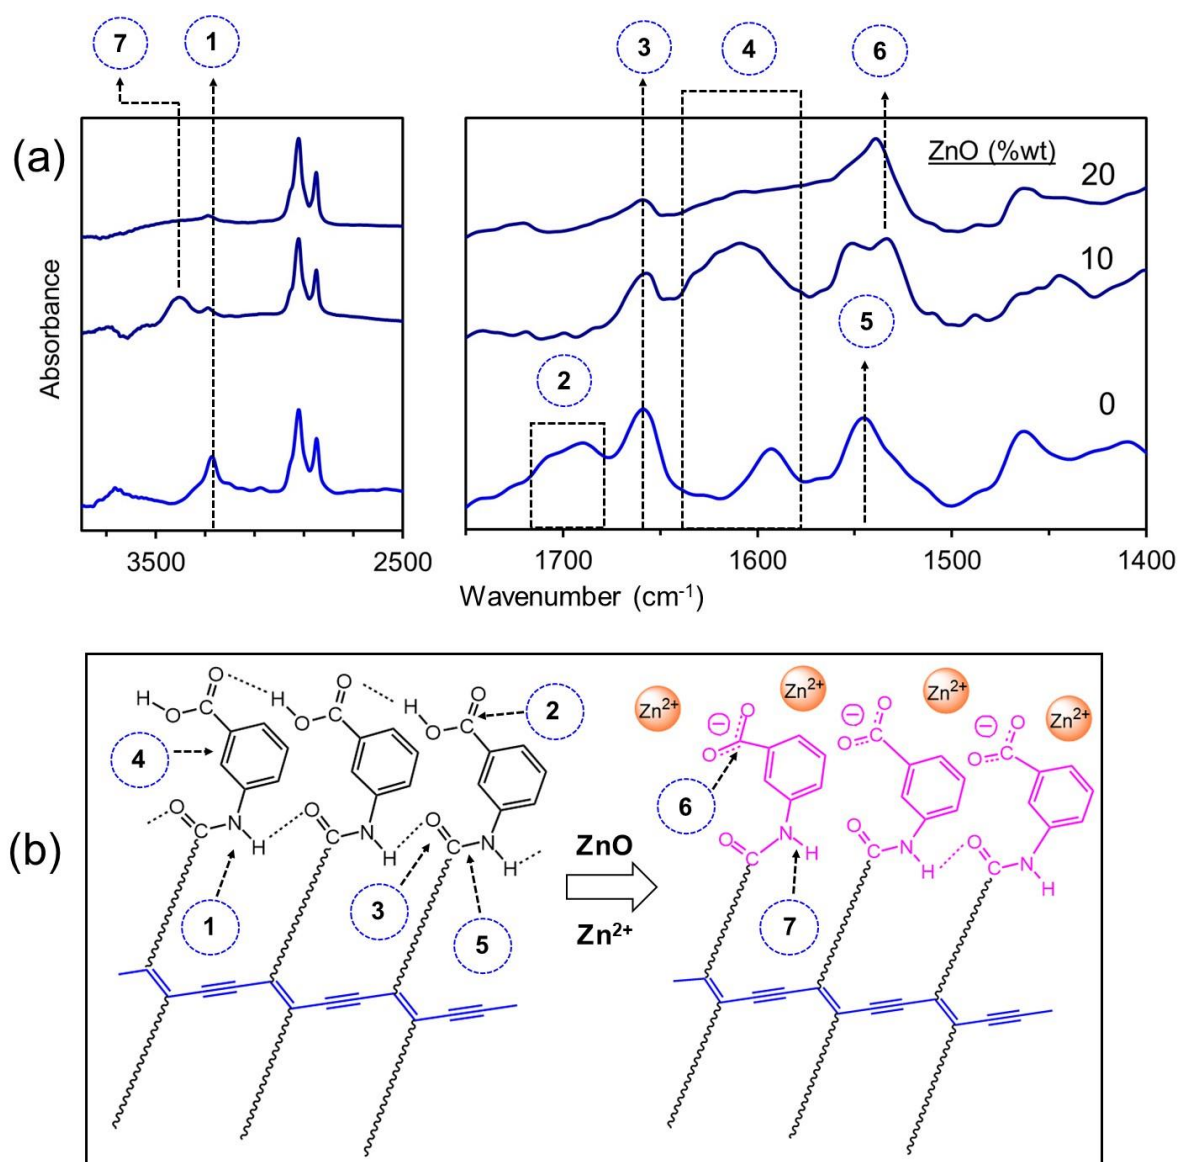 7 1 3 4 6
(a)
ZnO (%wt)
20
10
5
2
0
Absorbance
3500 2500 1700 1600 1500 1400
Wavenumber (cm-1)
O O O
H H H 2
O C O C O C
4
O O O
C N C N C N
H H H
1 3 5
(b)
ZnO
Zn2+
Zn2+ Zn2+ Zn2+ Zn2+
O O O
O C O C O C
6
O N C N O C N
C H H H
7